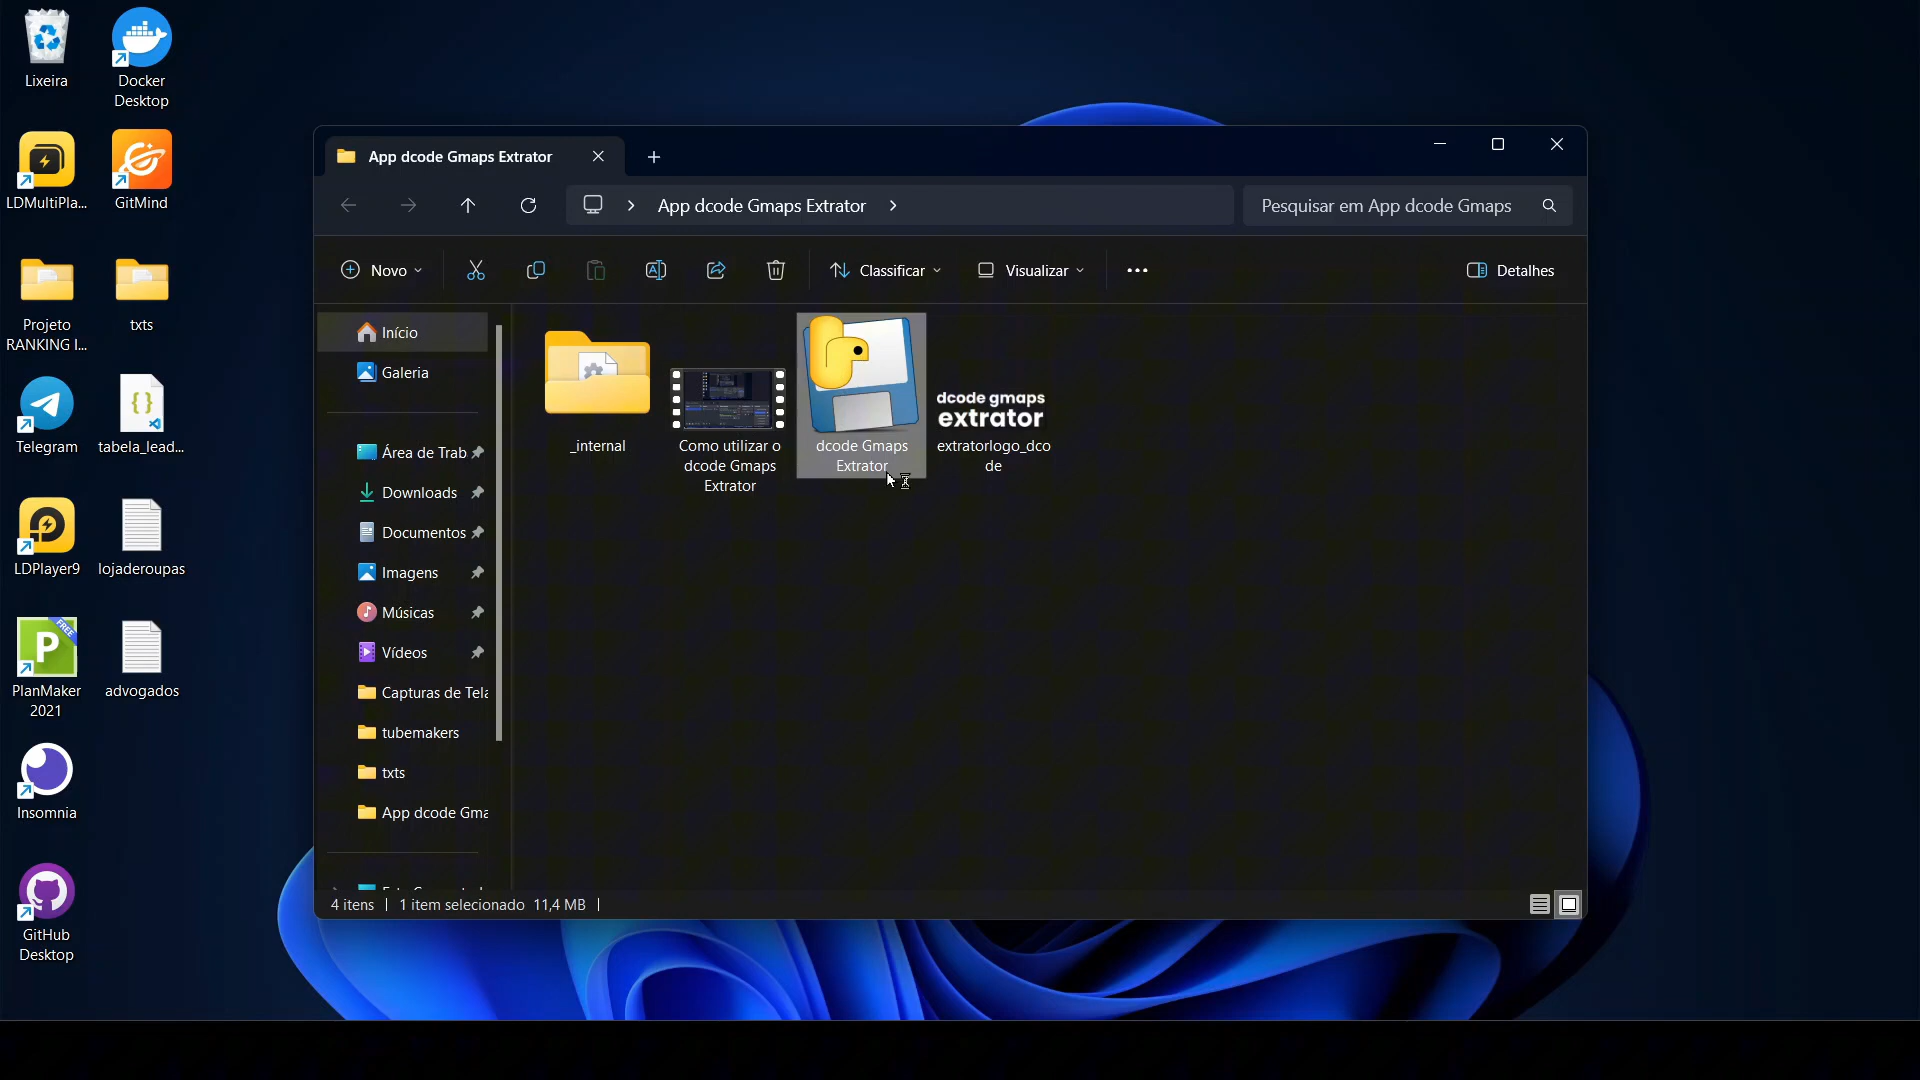 Lixeira
Docker
Desktop
LDMultiPla...
GitMind
Projeto
RANKING I...
txts
Telegram
tabela_lead...
LDPlayer9
lojaderoupas
FREE
PlanMaker
2021
advogados
Insomnia
GitHub
Desktop
App dcode Gmaps Extrator
App dcode Gmaps Extrator
Pesquisar em App dcode Gmaps
Novo
Classificar
Visualizar
Detalhes
Início
Galeria
Área de Trab
Downloads
Documentos
Imagens
Músicas
Vídeos
Capturas de Tela
tubemakers
txts
App dcode Gma
_internal
Como utilizar o
dcode Gmaps
Extrator
dcode Gmaps
Extrator
dcode gmaps
extrator
extratorlogo_dco
de
4 itens
1 item selecionado 11,4 MB